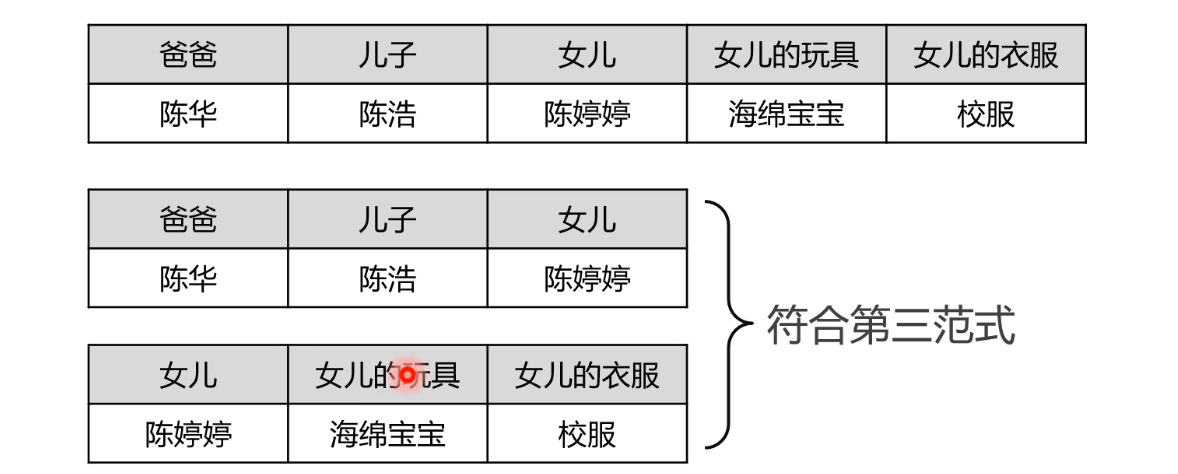 爸爸 儿子 女儿 女儿的玩具 女儿的衣服
陈华 陈浩 陈婷婷 海绵宝宝 校服
爸爸 儿子 女儿
陈华 陈浩 陈婷婷
符合第三范式
女儿 女儿的玩具 女儿的衣服
陈婷婷 海绵宝宝 校服